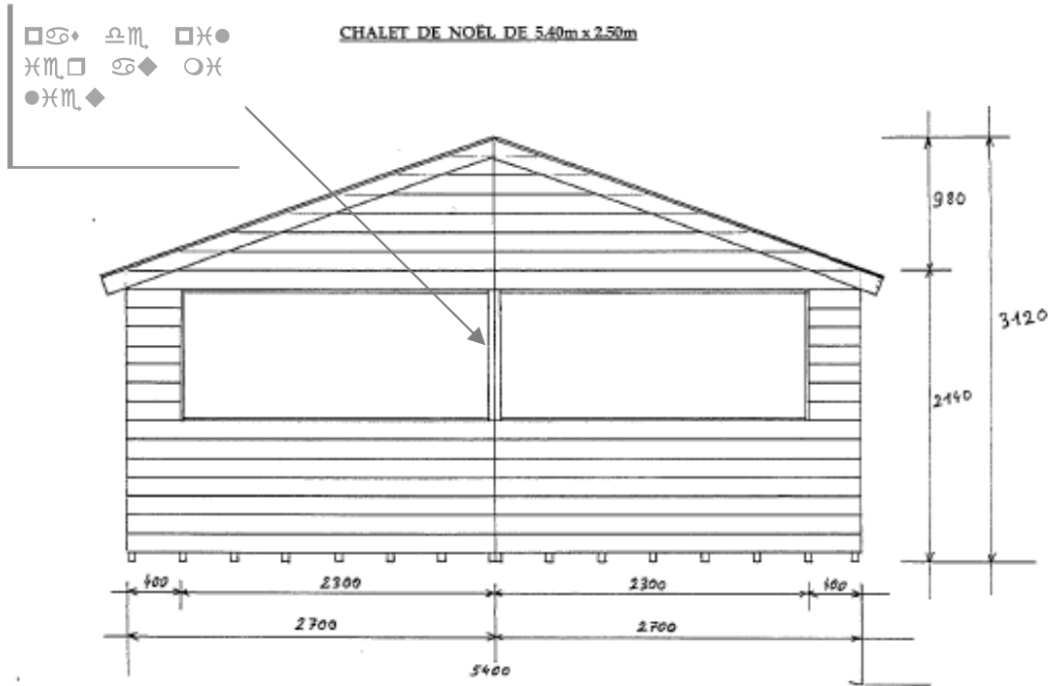 □♋⬧ ♎♏ □♓●
♓♏❒ ♋◆ ❍♓
●♓♏◆
CHALET DE NOËL DE 5.40m x 2.50m
980
3120
2140
400 2300 2300 400
2700 2700
5400